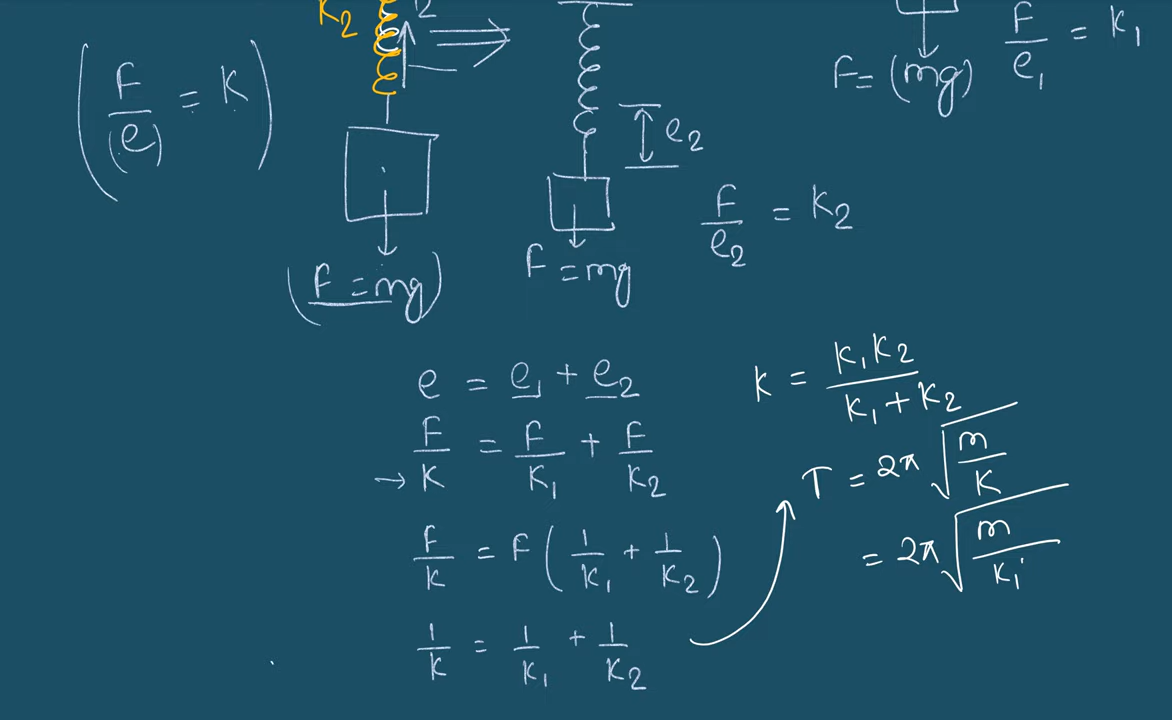 K2 2
F/e = K
F = mg
F = mg
e2
F/e2 = K2
F = (mg)
F/e1 = K1
e = e1 + e2
F/K = F/K1 + F/K2
F/K = F(1/K1 + 1/K2)
1/K = 1/K1 + 1/K2
K = K1K2/K1+K2
T = 2π√m/K
= 2π√m/K1